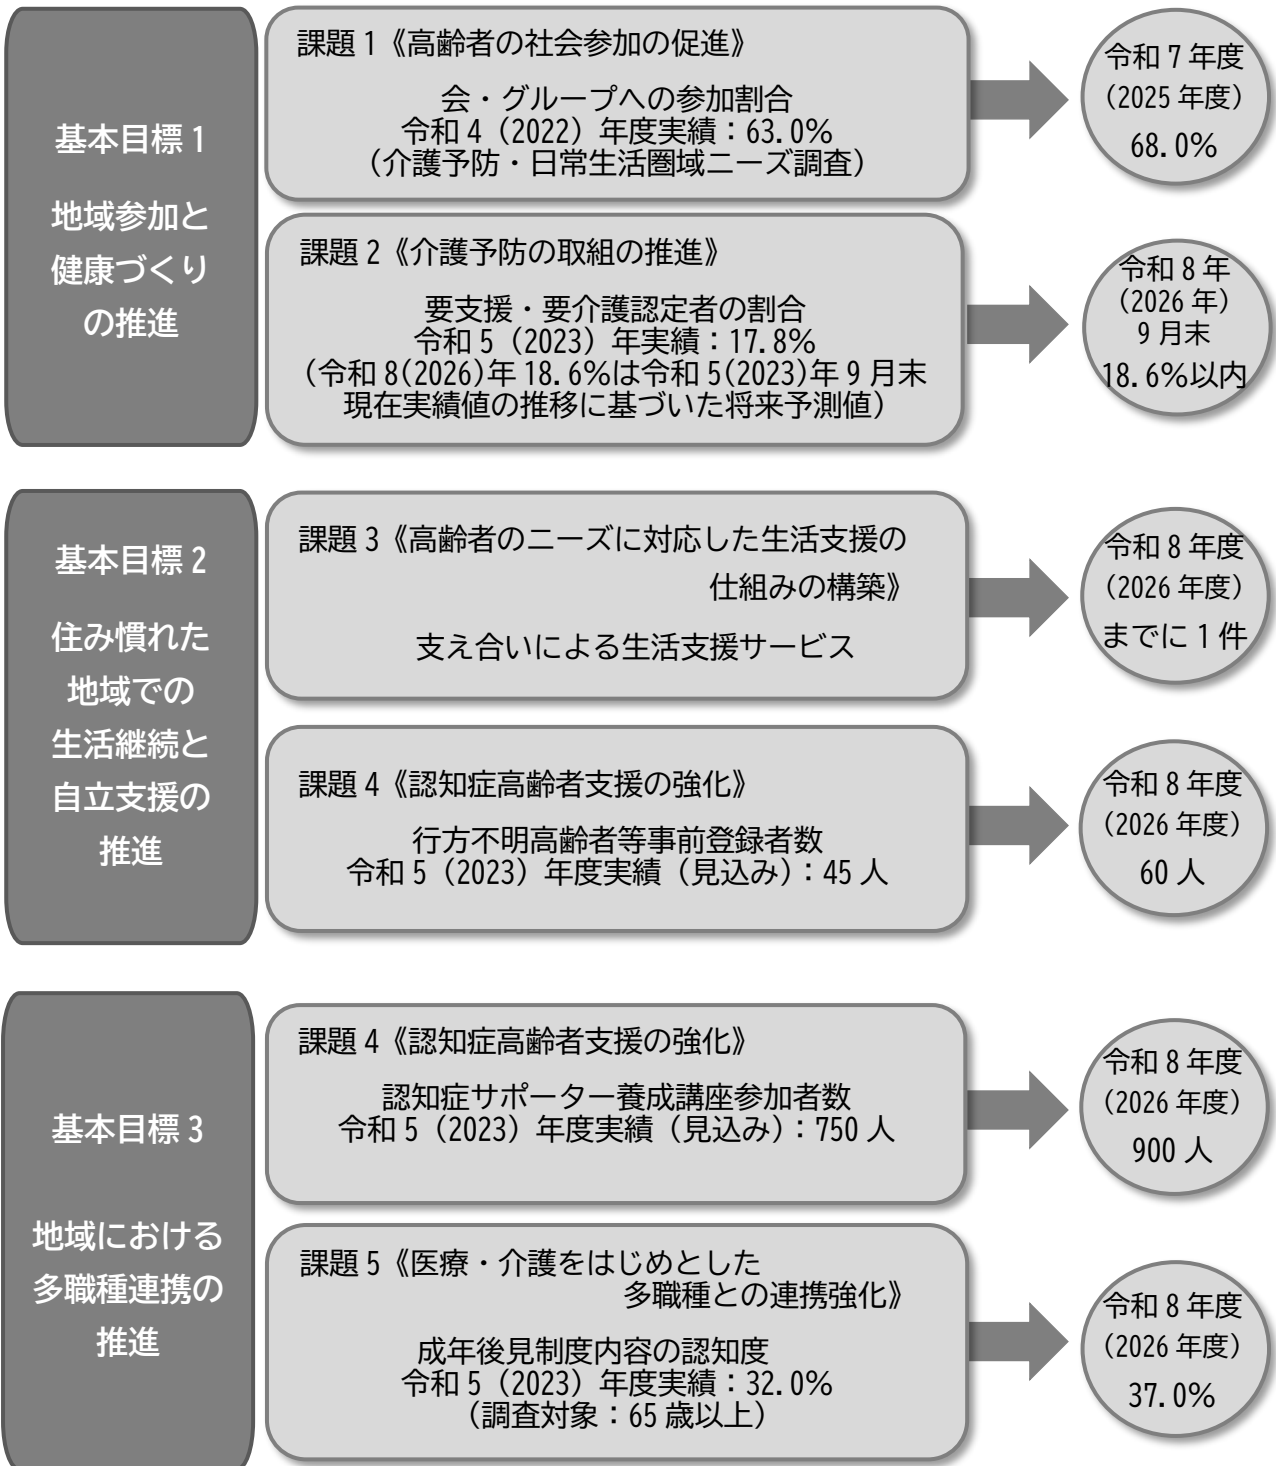 基本目標 1
地域参加と
健康づくり
の推進
課題 1《高齢者の社会参加の促進》
会・グループへの参加割合
令和 4（2022）年度実績：63.0%
（介護予防・日常生活圏域ニーズ調査）
令和 7 年度
（2025 年度）
68.0%
課題 2《介護予防の取組の推進》
要支援・要介護認定者の割合
令和 5（2023）年実績：17.8%
（令和 8(2026)年 18.6%は令和 5(2023)年 9 月末
現在実績値の推移に基づいた将来予測値）
令和 8 年
（2026 年）
9 月末
18.6%以内
基本目標 2
住み慣れた
地域での
生活継続と
自立支援の
推進
課題 3《高齢者のニーズに対応した生活支援の
仕組みの構築》
支え合いによる生活支援サービス
令和 8 年度
（2026 年度）
までに 1 件
課題 4《認知症高齢者支援の強化》
行方不明高齢者等事前登録者数
令和 5（2023）年度実績（見込み）：45 人
令和 8 年度
（2026 年度）
60 人
基本目標 3
地域における
多職種連携の
推進
課題 4《認知症高齢者支援の強化》
認知症サポーター養成講座参加者数
令和 5（2023）年度実績（見込み）：750 人
令和 8 年度
（2026 年度）
900 人
課題 5《医療・介護をはじめとした
多職種との連携強化》
成年後見制度内容の認知度
令和 5（2023）年度実績：32.0%
（調査対象：65 歳以上）
令和 8 年度
（2026 年度）
37.0%